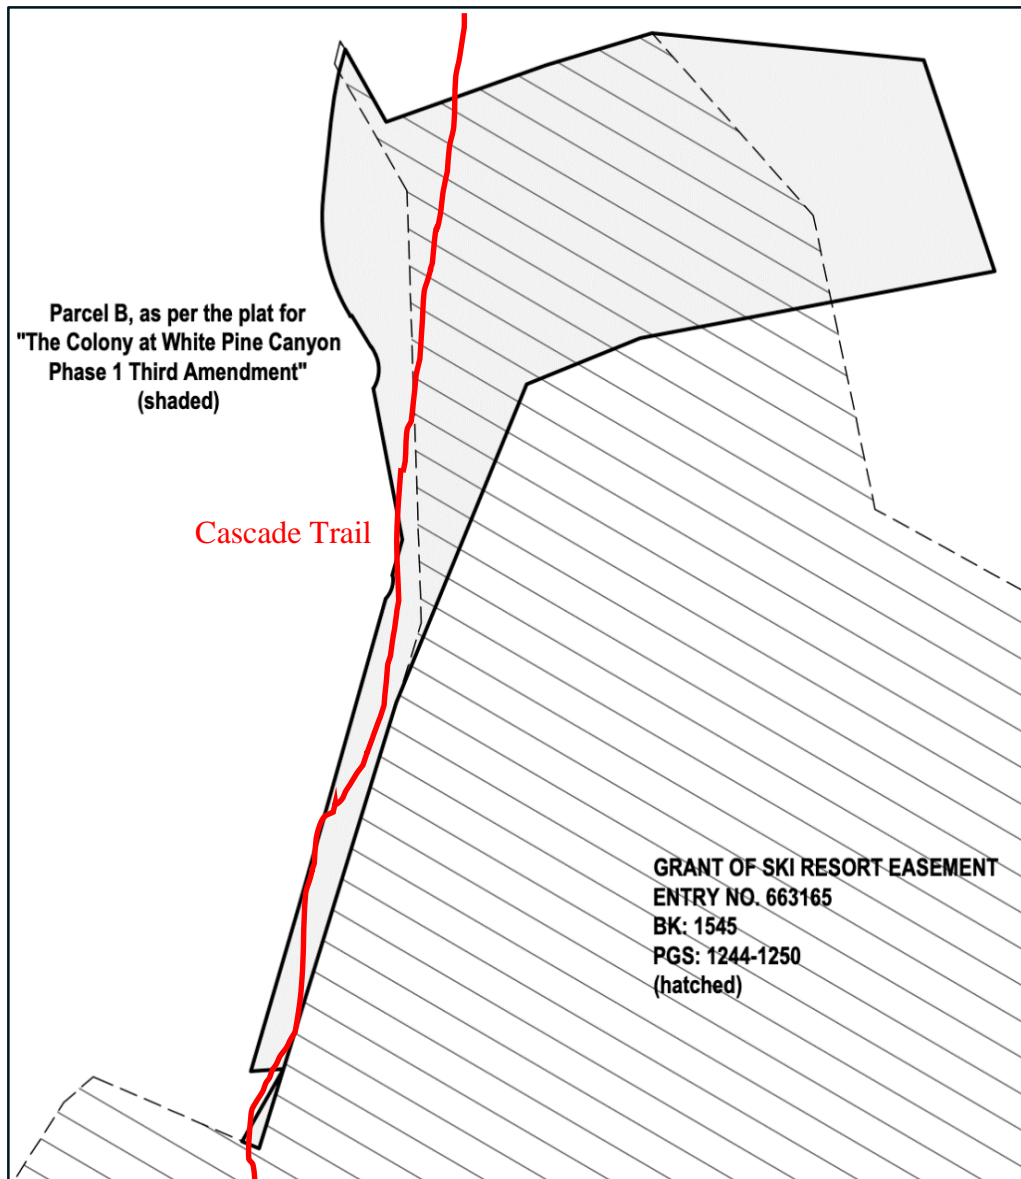 Parcel B, as per the plat for
"The Colony at White Pine Canyon
Phase 1 Third Amendment"
(shaded)
Cascade Trail
GRANT OF SKI RESORT EASEMENT
ENTRY NO. 663165
BK: 1545
PGS: 1244-1250
(hatched)